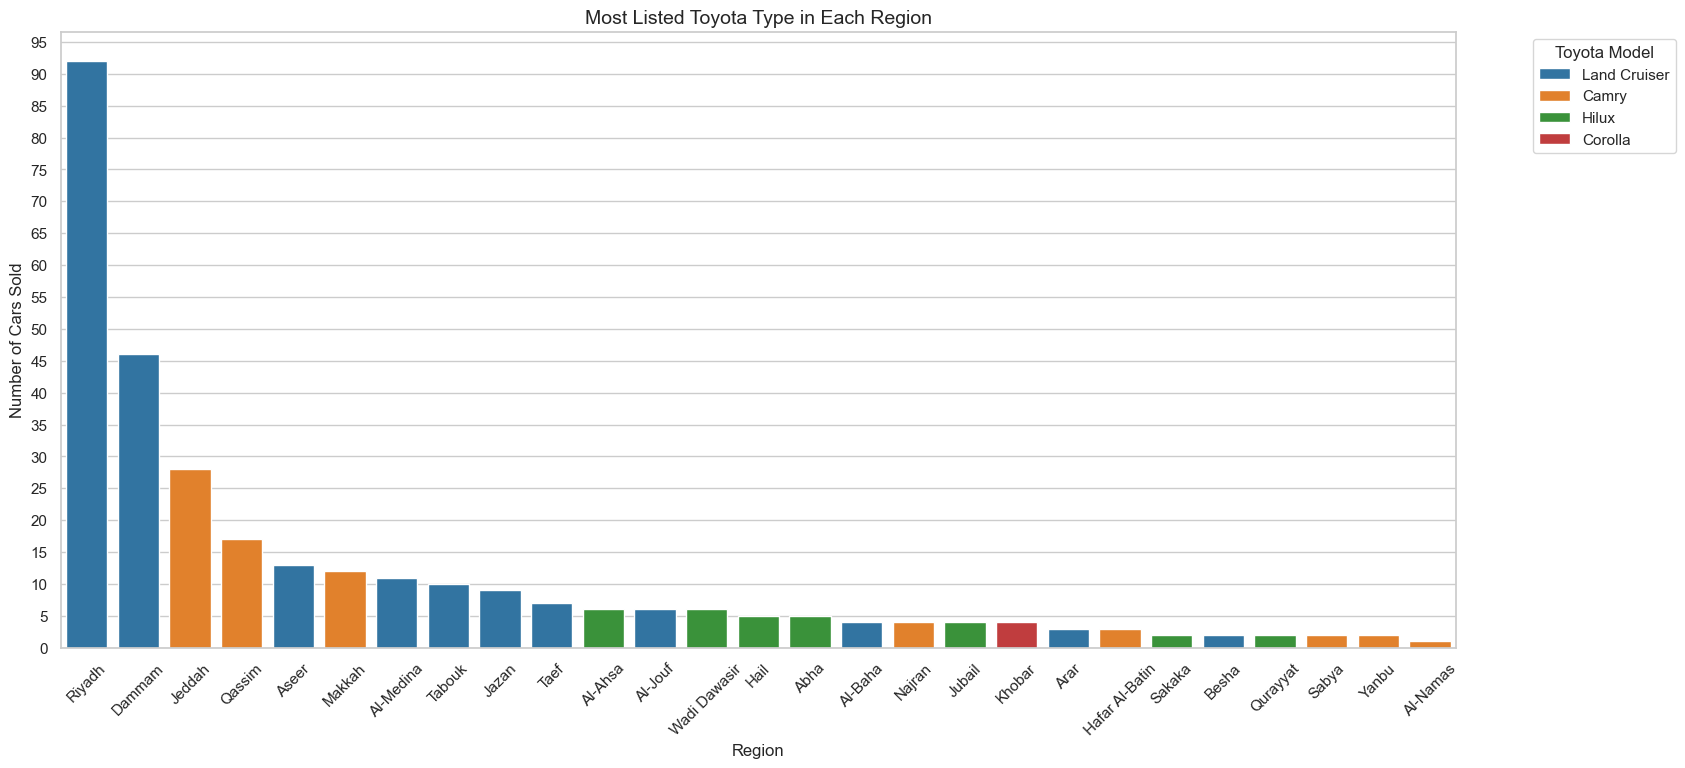 Most Listed Toyota Type in Each Region
Toyota Model
Land Cruiser
Camry
Hilux
Corolla
Number of Cars Sold
95
90
85
80
75
70
65
60
55
50
45
40
35
30
25
20
15
10
5
0
Riyadh
Dammam
Jeddah
Qassim
Aseer
Makkah
Al-Medina
Tabouk
Jazan
Taef
Al-Ahsa
Al-Jouf
Wadi Dawasir
Hail
Abha
Al-Baha
Najran
Jubail
Khobar
Arar
Hafar Al-Batin
Sakaka
Besha
Qurayyat
Sabya
Yanbu
Al-Namas
Region